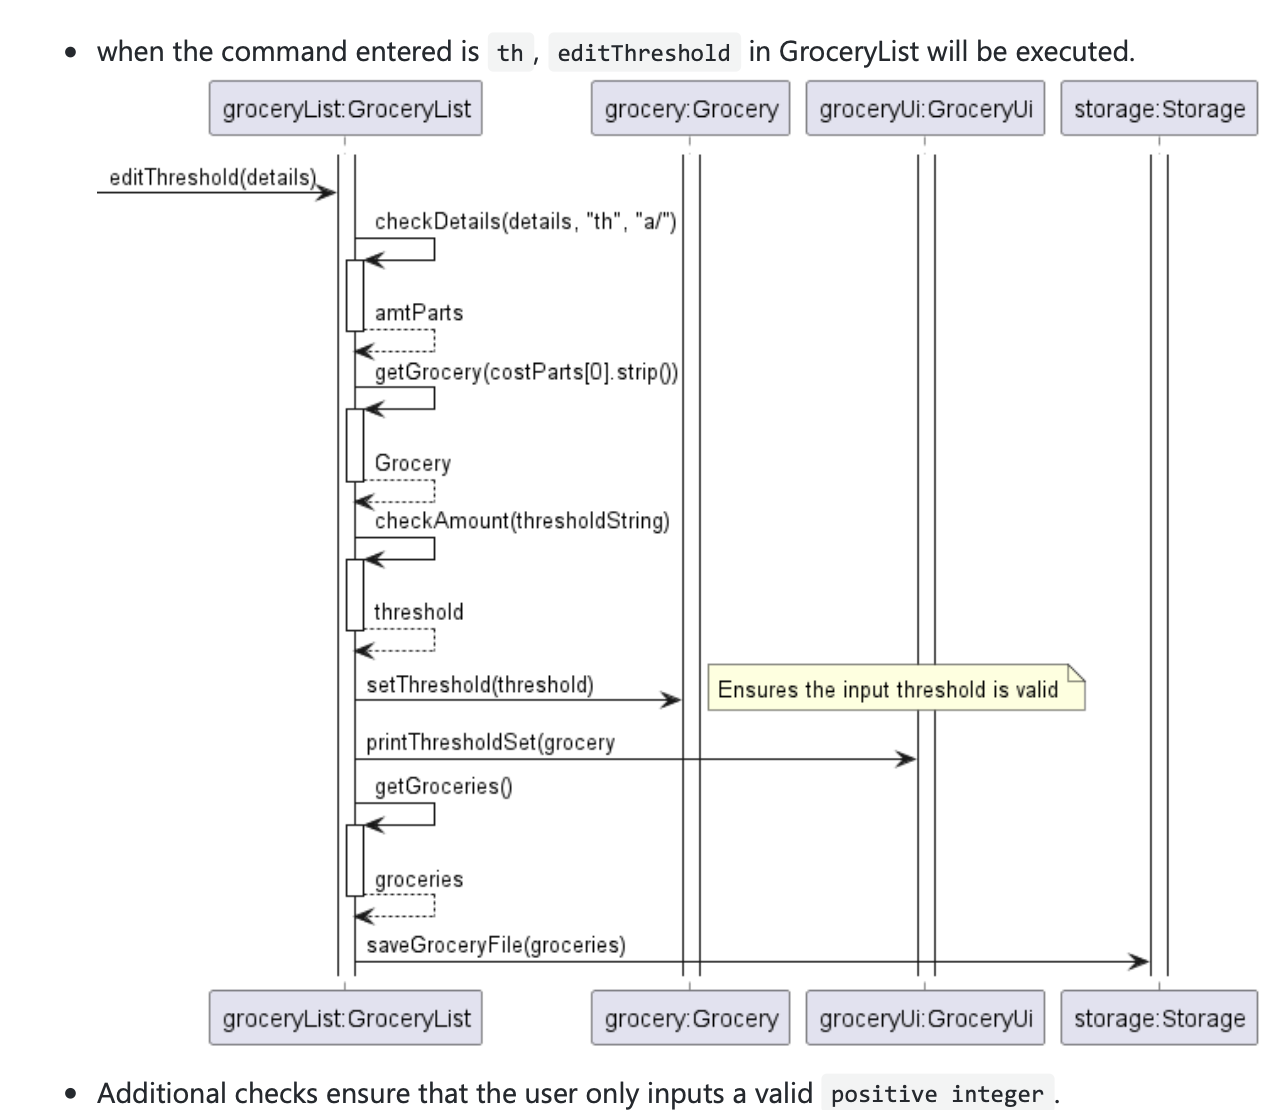 when the command entered is th , editThreshold in GroceryList will be executed.
groceryList:GroceryList grocery:Grocery groceryUi:GroceryUi storage:Storage
editThreshold(details)
checkDetails(details, "th", "a/")
amtParts
getGrocery(costParts[0].strip())
Grocery
checkAmount(thresholdString)
threshold
setThreshold(threshold) Ensures the input threshold is valid
printThresholdSet(grocery
getGroceries()
groceries
saveGroceryFile(groceries)
groceryList:GroceryList grocery:Grocery groceryUi:GroceryUi storage:Storage
Additional checks ensure that the user only inputs a valid positive integer .